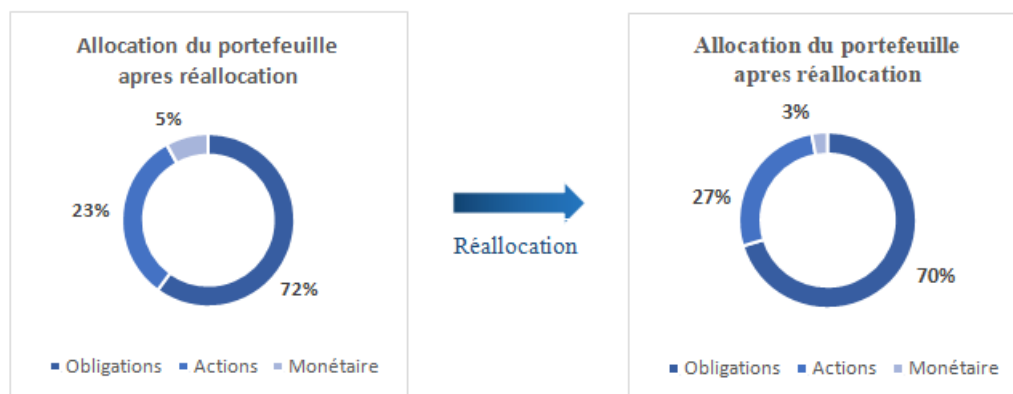 Allocation du portefeuille
apres réallocation
5%
23%
72%
Obligations Actions Monétaire
Réallocation
Allocation du portefeuille
apres réallocation
3%
27%
70%
Obligations Actions Monétaire